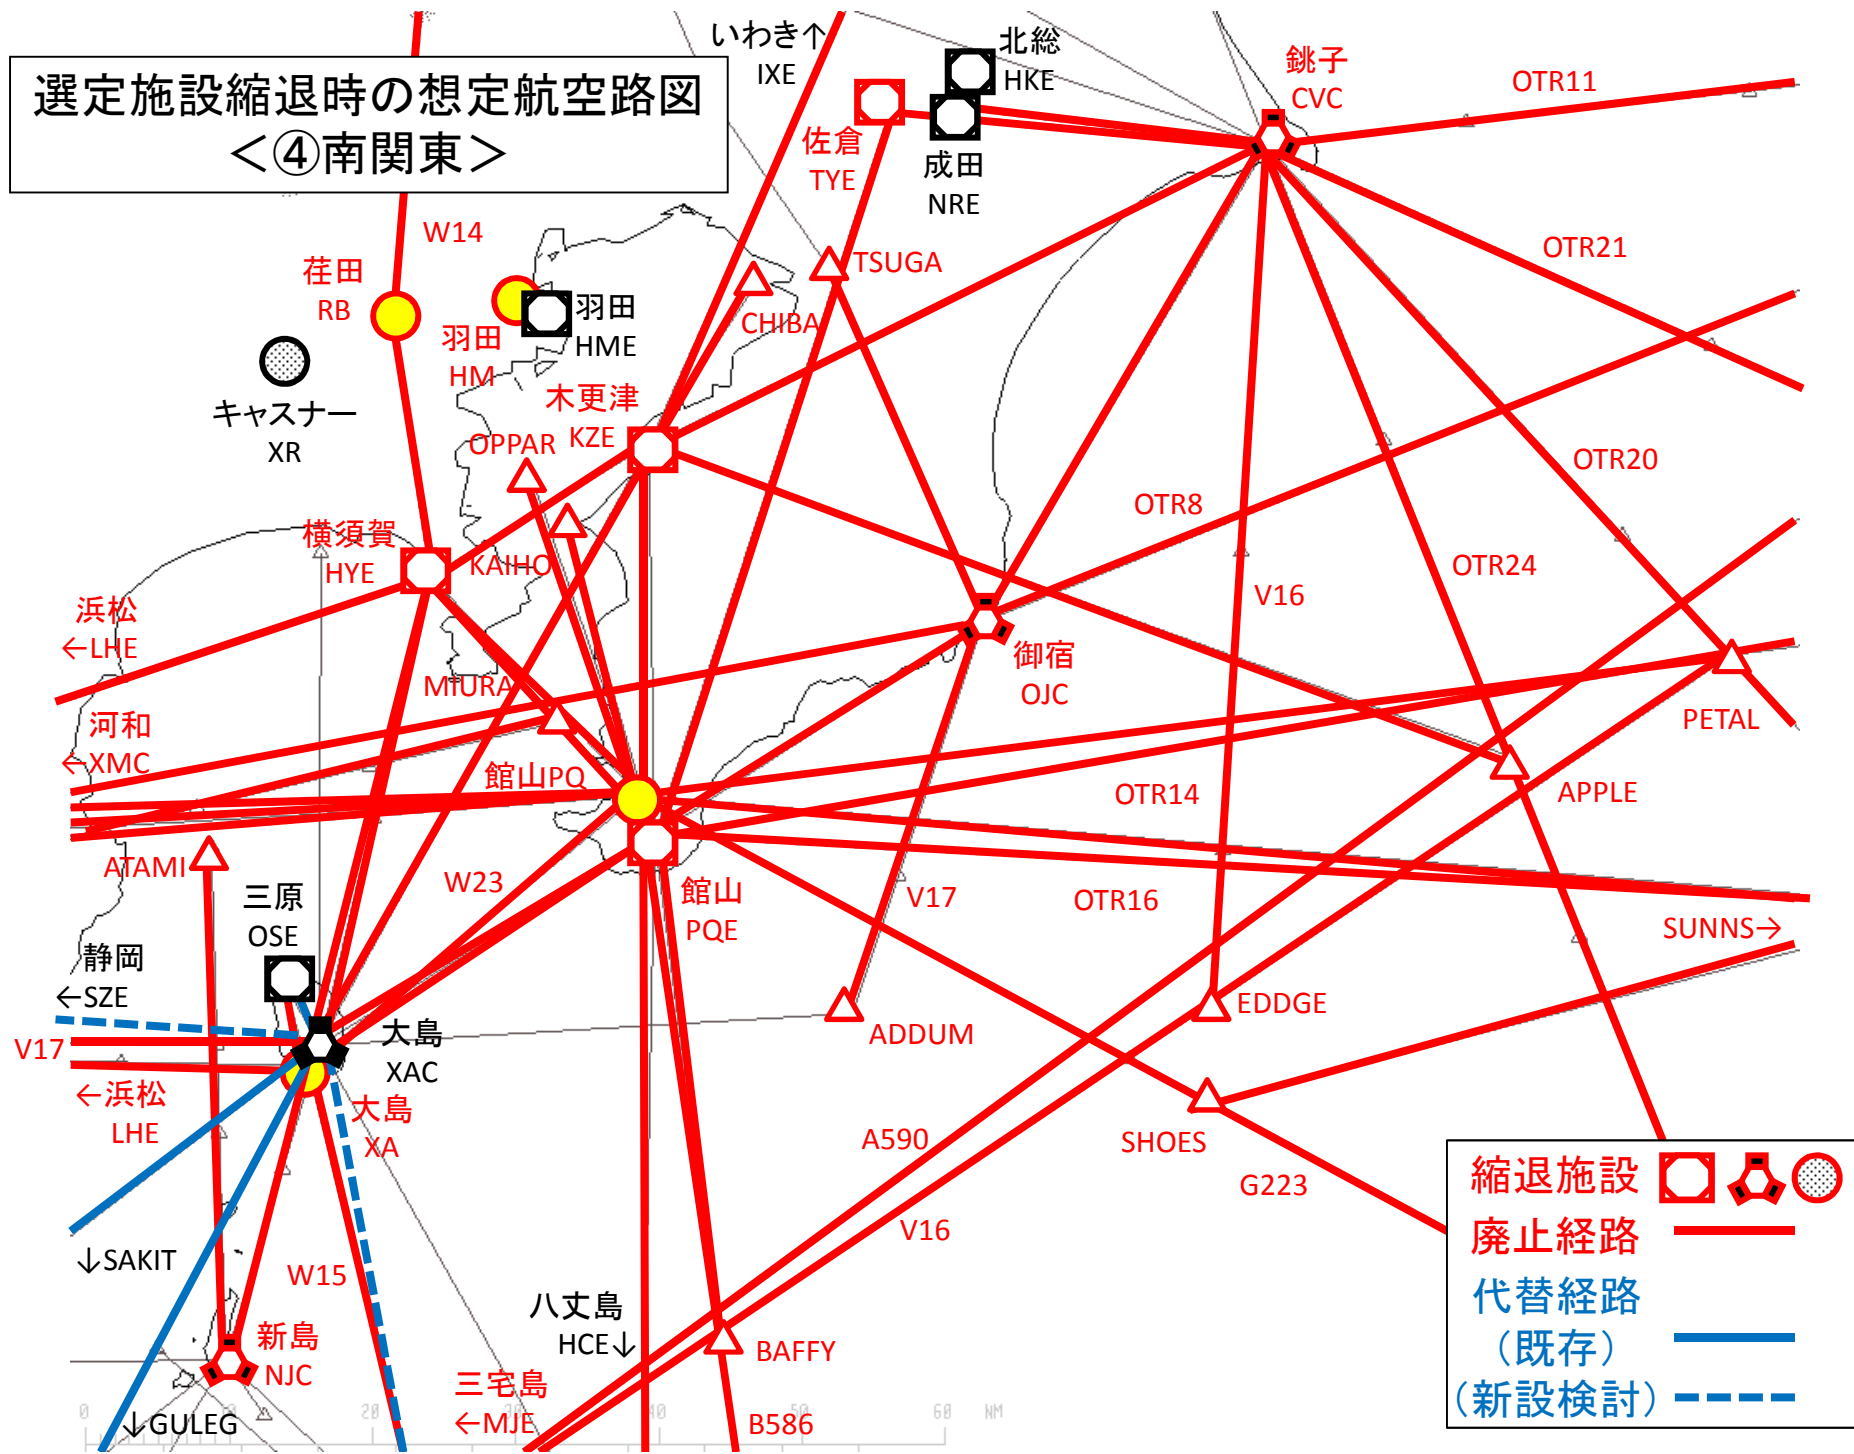 選定施設縮退時の想定航空路図
＜④南関東＞
いわき↑
IXE
北総
HKE
銚子
CVC
OTR11
佐倉
TYE
成田
NRE
W14
荏田
RB
TSUGA
OTR21
羽田
HM
羽田
HME
CHIBA
キャスナー
XR
木更津
KZE
OPPAR
OTR20
OTR8
横須賀
HYE
KAIHO
OTR24
V16
浜松
←LHE
御宿
OJC
MIURA
河和
←XMC
PETAL
館山PQ
OTR14
APPLE
ATAMI
W23
三原
OSE
館山
PQE
V17
OTR16
SUNNS→
静岡
←SZE
EDDGE
大島
XAC
ADDUM
V17
←浜松
LHE
大島
XA
A590
SHOES
G223
V16
↓SAKIT
W15
八丈島
HCE↓
新島
NJC
BAFFY
三宅島
←MJE
B586
↓GULEG
0
20
40
60
NM
縮退施設
廃止経路
代替経路
（既存）
（新設検討）